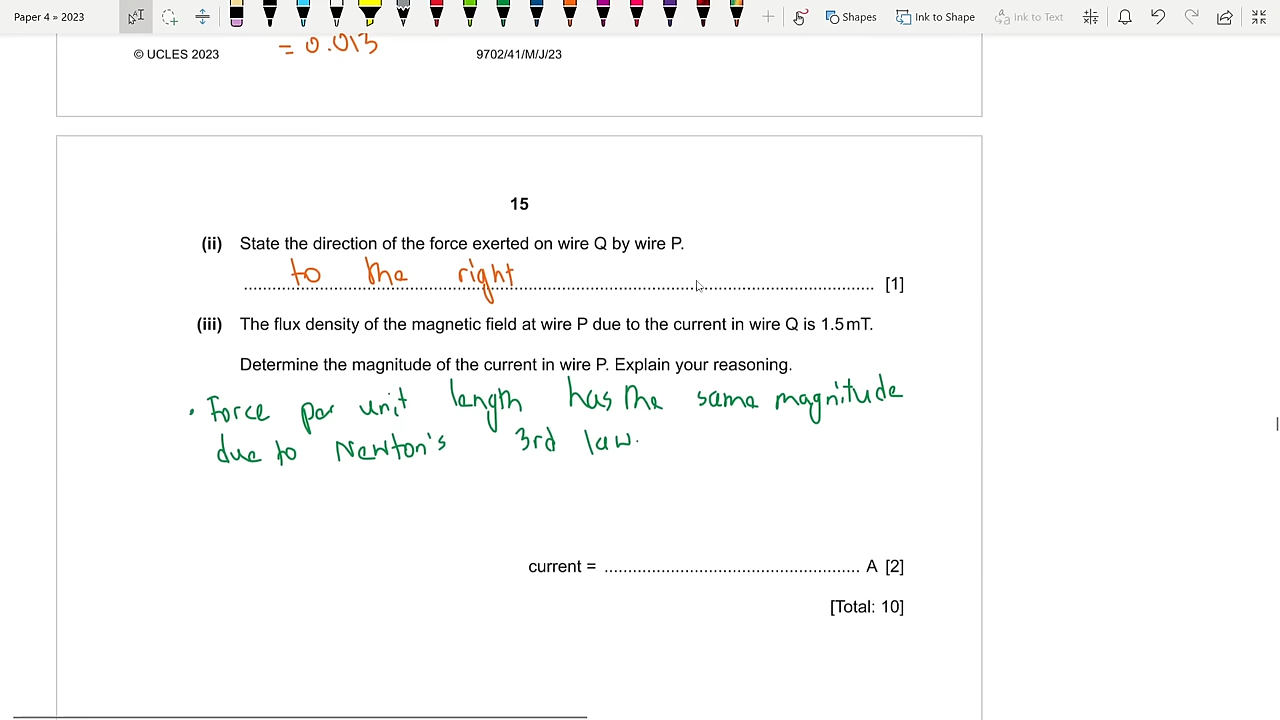 Paper 4 » 2023
Shapes
Ink to Shape
Ink to Text
= 0.013
© UCLES 2023
9702/41/M/J/23
15
(ii) State the direction of the force exerted on wire Q by wire P.
to the right
[1]
(iii) The flux density of the magnetic field at wire P due to the current in wire Q is 1.5 mT.
Determine the magnitude of the current in wire P. Explain your reasoning.
• Force per unit length has the same magnitude
due to Newton's 3rd law.
current = .................................................... A [2]
[Total: 10]